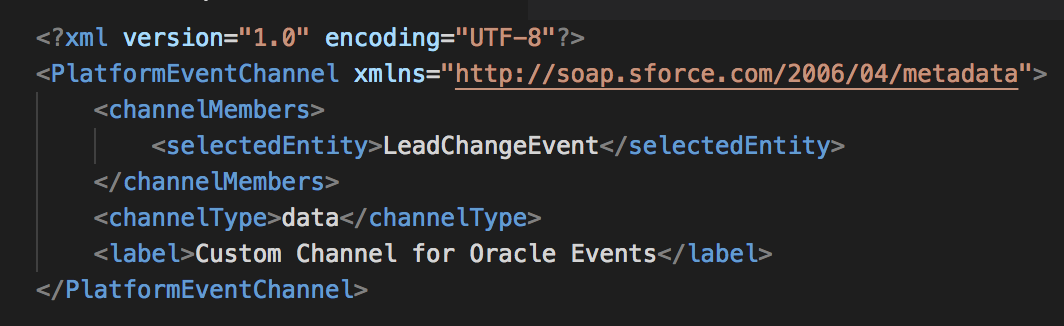 <?xml version="1.0" encoding="UTF-8"?>
<PlatformEventChannel xmlns="http://soap.sforce.com/2006/04/metadata">
<channelMembers>
<selectedEntity>LeadChangeEvent</selectedEntity>
</channelMembers>
<channelType>data</channelType>
<label>Custom Channel for Oracle Events</label>
</PlatformEventChannel>